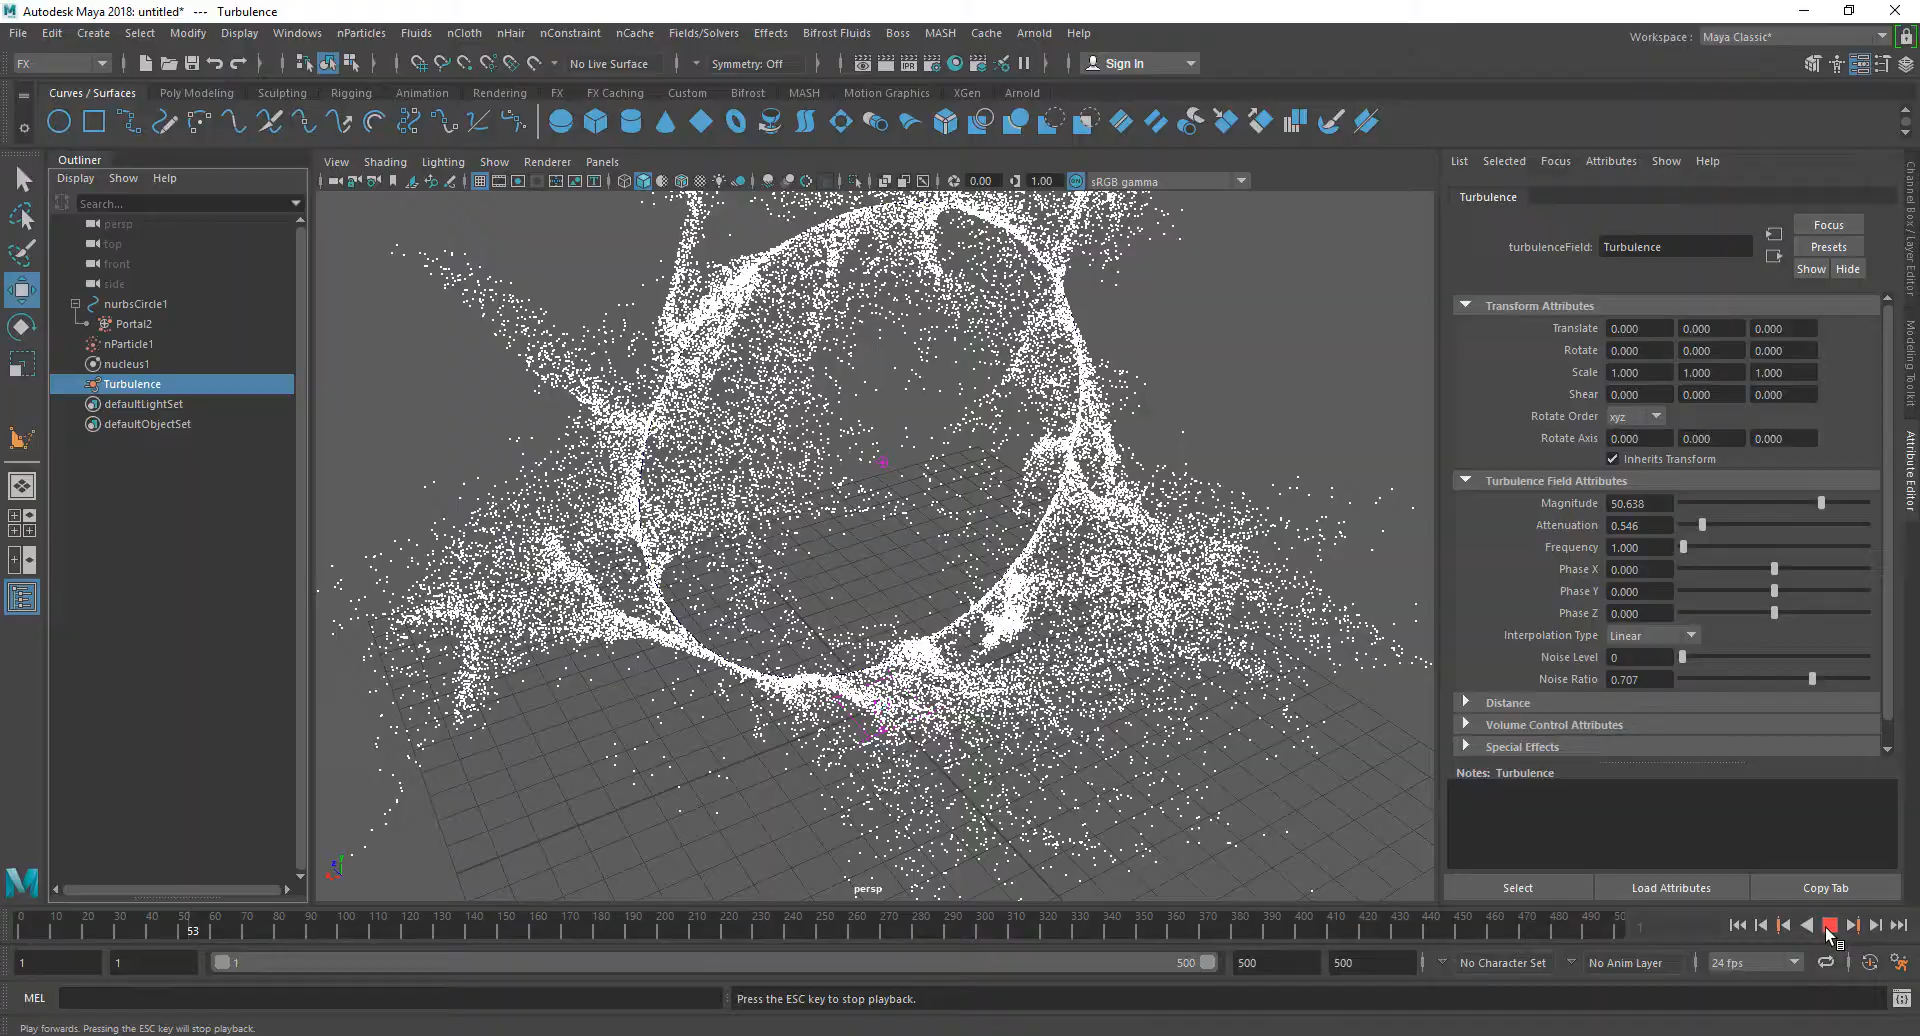 Autodesk Maya 2018: untitled* --- Turbulence
File Edit Create Select Modify Display Windows nParticles Fluids nCloth nHair nConstraint nCache Fields/Solvers Effects Bifrost Fluids Boss MASH Cache Arnold Help
Workspace : Maya Classic*
FX No Live Surface Symmetry: Off IPR Sign In
Curves / Surfaces Poly Modeling Sculpting Rigging Animation Rendering FX FX Caching Custom Bifrost MASH Motion Graphics XGen Arnold
Outliner
Display Show Help
Search...
persp
top
front
side
nurbsCircle1
Portal2
nParticle1
nucleus1
Turbulence
defaultLightSet
defaultObjectSet
View Shading Lighting Show Renderer Panels
0.00 1.00 sRGB gamma
persp
List Selected Focus Attributes Show Help
Turbulence
turbulenceField: Turbulence
Focus
Presets
Show Hide
Transform Attributes
Translate 0.000 0.000 0.000
Rotate 0.000 0.000 0.000
Scale 1.000 1.000 1.000
Shear 0.000 0.000 0.000
Rotate Order xyz
Rotate Axis 0.000 0.000 0.000
Inherits Transform
Turbulence Field Attributes
Magnitude 50.638
Attenuation 0.546
Frequency 1.000
Phase X 0.000
Phase Y 0.000
Phase Z 0.000
Interpolation Type Linear
Noise Level 0
Noise Ratio 0.707
Distance
Volume Control Attributes
Special Effects
Notes: Turbulence
Select Load Attributes Copy Tab
Channel Box / Layer Editor
Modeling Toolkit
Attribute Editor
0 10 20 30 40 50 60 70 80 90 100 110 120 130 140 150 160 170 180 190 200 210 220 230 240 250 260 270 280 290 300 310 320 330 340 350 360 370 380 390 400 410 420 430 440 450 460 470 480 490 50
53
1
1 1 1 500 500 500 No Character Set No Anim Layer 24 fps
MEL Press the ESC key to stop playback.
Play forwards. Pressing the ESC key will stop playback.